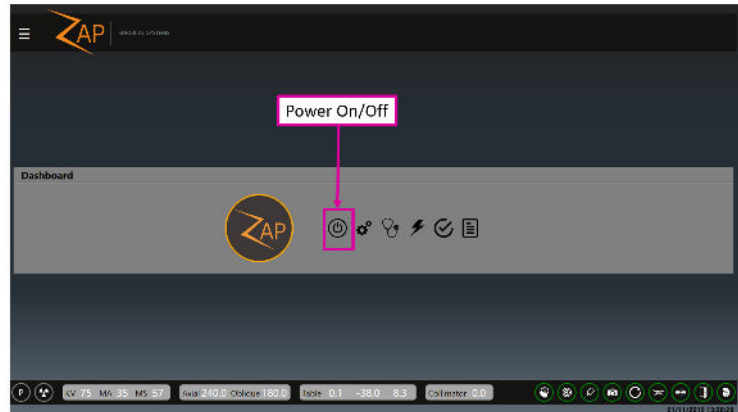 ZAP
Power On/Off
Dashboard
ZAP
P
KV 75 MA 35 MS 67
Axial 240.0 Oblique 180.0
Table 0.1 -38.0 8.3
Collimator 0.0